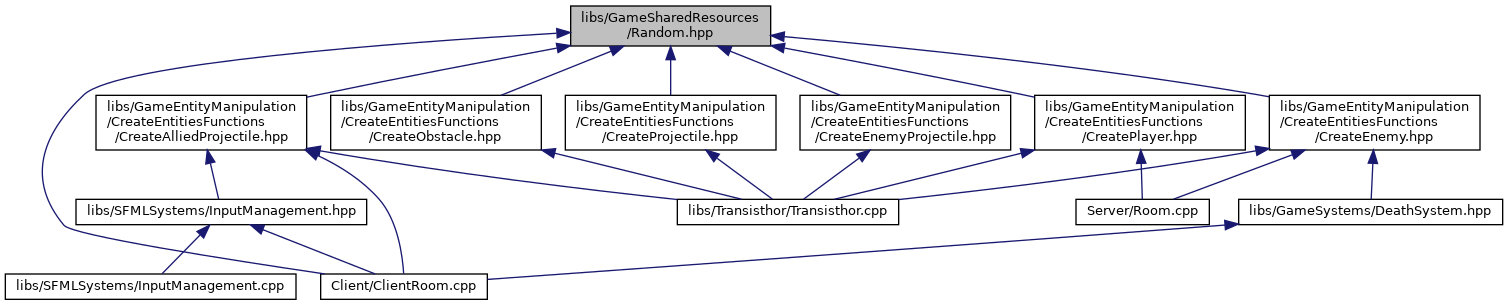 libs/GameSharedResources
/Random.hpp
libs/GameEntityManipulation
/CreateEntitiesFunctions
/CreateAlliedProjectile.hpp
libs/GameEntityManipulation
/CreateEntitiesFunctions
/CreateObstacle.hpp
libs/GameEntityManipulation
/CreateEntitiesFunctions
/CreateProjectile.hpp
libs/GameEntityManipulation
/CreateEntitiesFunctions
/CreateEnemyProjectile.hpp
libs/GameEntityManipulation
/CreateEntitiesFunctions
/CreatePlayer.hpp
libs/GameEntityManipulation
/CreateEntitiesFunctions
/CreateEnemy.hpp
libs/SFMLSystems/InputManagement.hpp
libs/Transisthor/Transisthor.cpp
Server/Room.cpp
libs/GameSystems/DeathSystem.hpp
libs/SFMLSystems/InputManagement.cpp
Client/ClientRoom.cpp